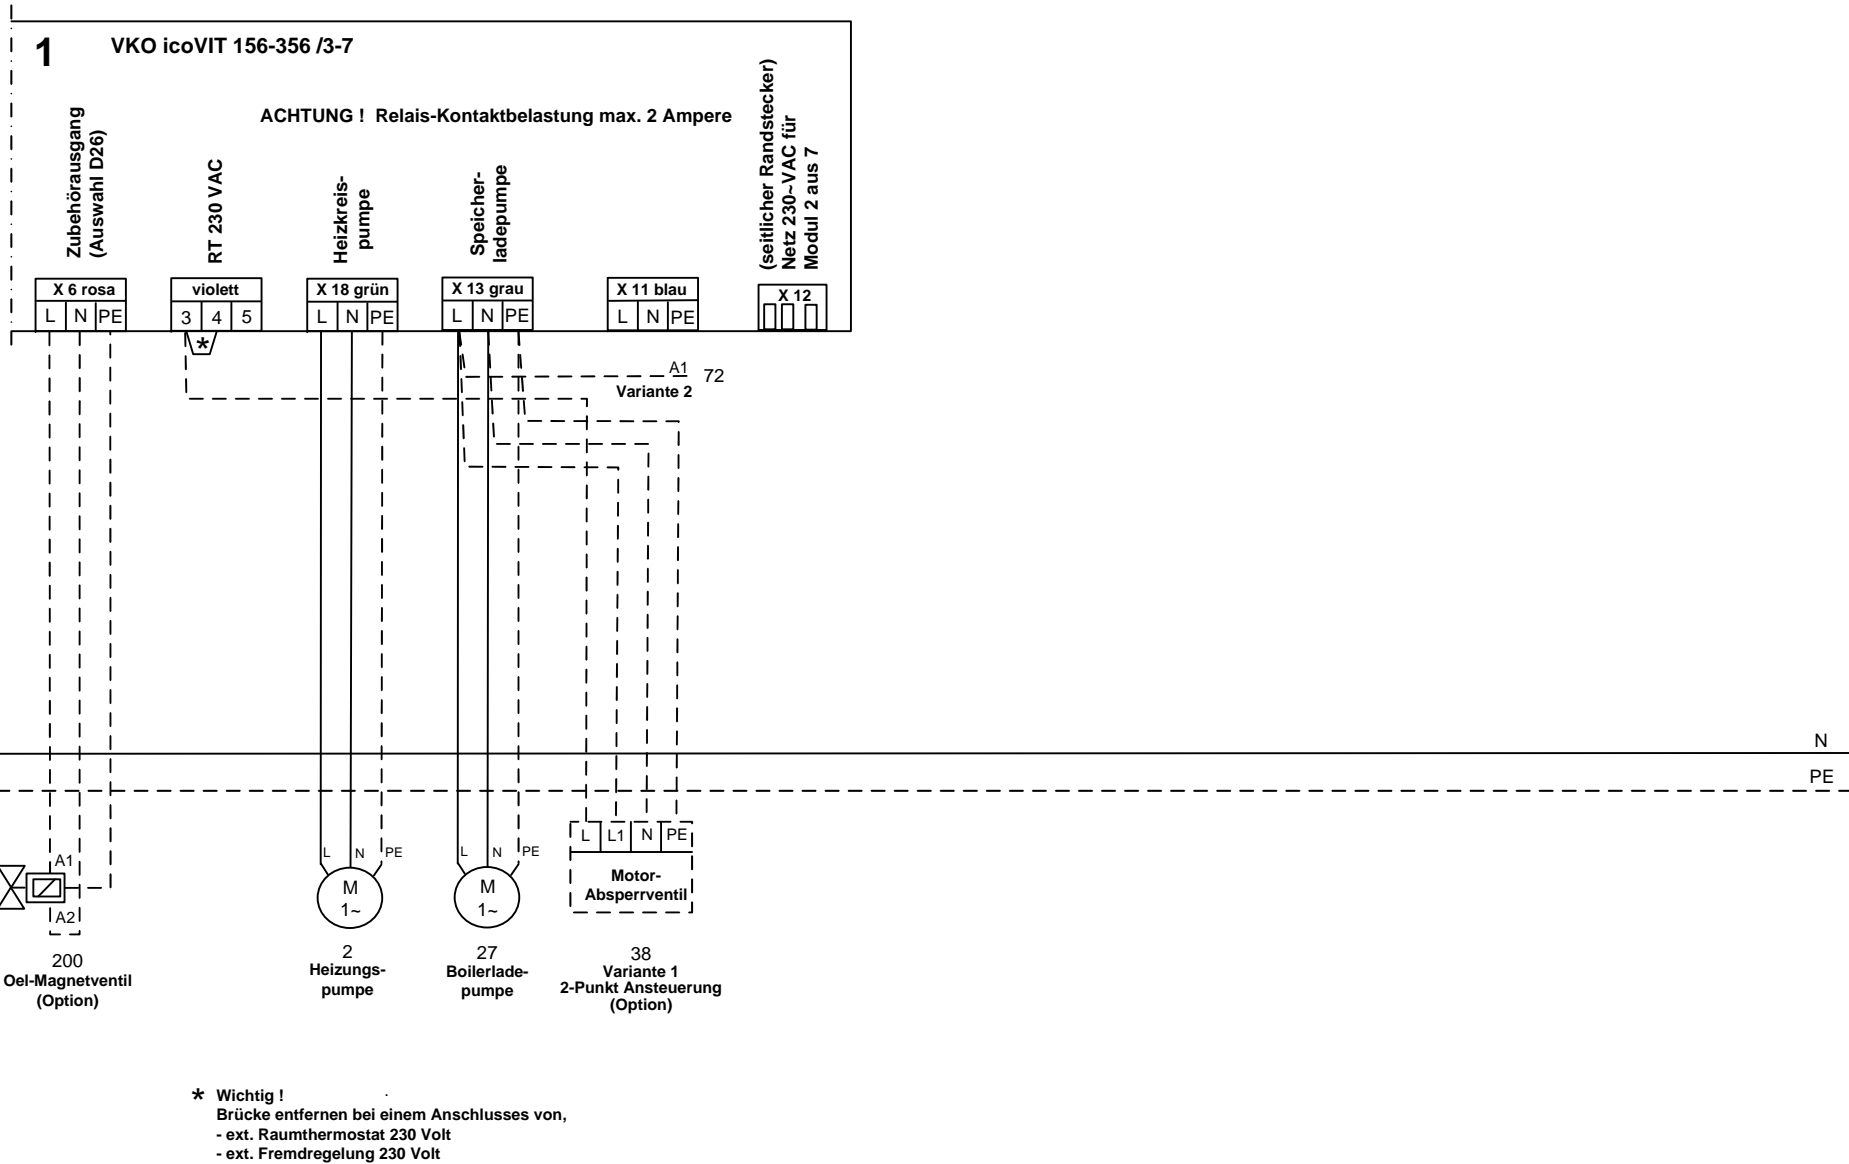 1
VKO icoVIT 156-356 /3-7
ACHTUNG ! Relais-Kontaktbelastung max. 2 Ampere
Zubehörausgang
(Auswahl D26)
RT 230 VAC
Heizkreis-
pumpe
Speicher-
ladepumpe
(seitlicher Randstecker)
Netz 230~VAC für
Modul 2 aus 7
X 6 rosa
violett
X 18 grün
X 13 grau
X 11 blau
X 12
L N PE
3 4 5
L N PE
L N PE
L N PE
*
A1 72
Variante 2
N
PE
L L1 N PE
L N PE
L N PE
A1
Motor-
Absperrventil
M
1~
M
1~
A2
200
Oel-Magnetventil
(Option)
2
Heizungs-
pumpe
27
Boilerlade-
pumpe
38
Variante 1
2-Punkt Ansteuerung
(Option)
* Wichtig !
Brücke entfernen bei einem Anschlusses von,
- ext. Raumthermostat 230 Volt
- ext. Fremdregelung 230 Volt